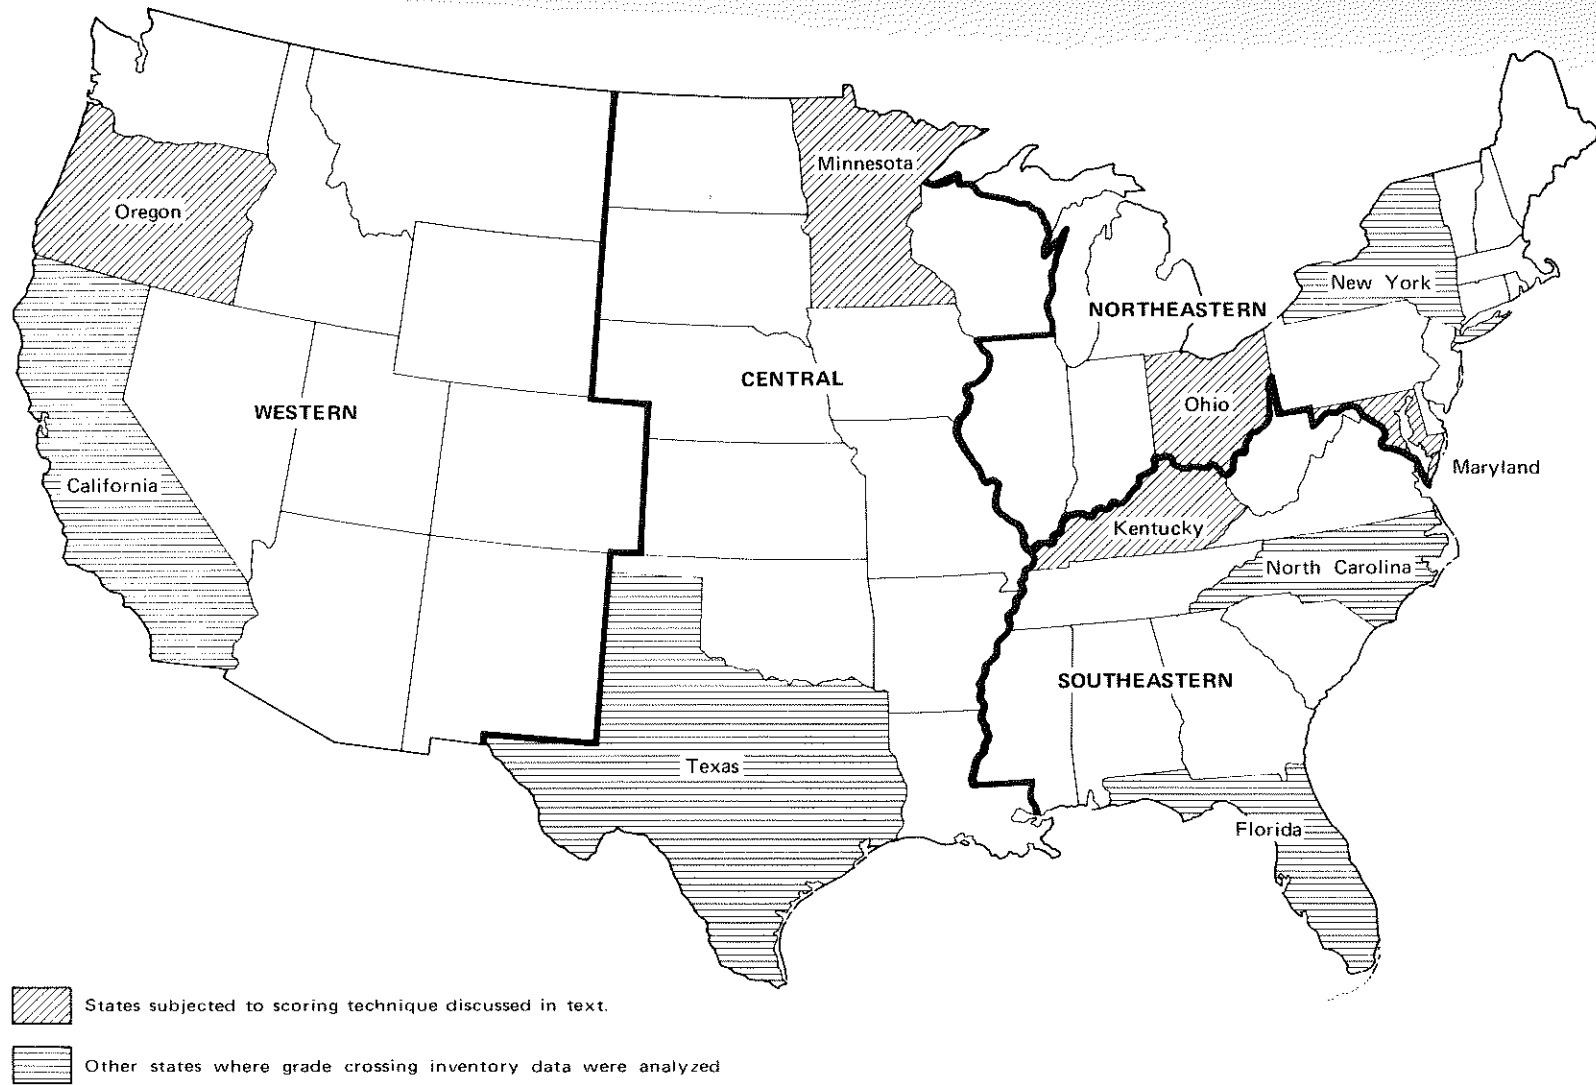 Minnesota
Oregon
New York
NORTHEASTERN
CENTRAL
Ohio
WESTERN
Maryland
California
Kentucky
North Carolina
SOUTHEASTERN
Texas
Florida
States subjected to scoring technique discussed in text.
Other states where grade crossing inventory data were analyzed